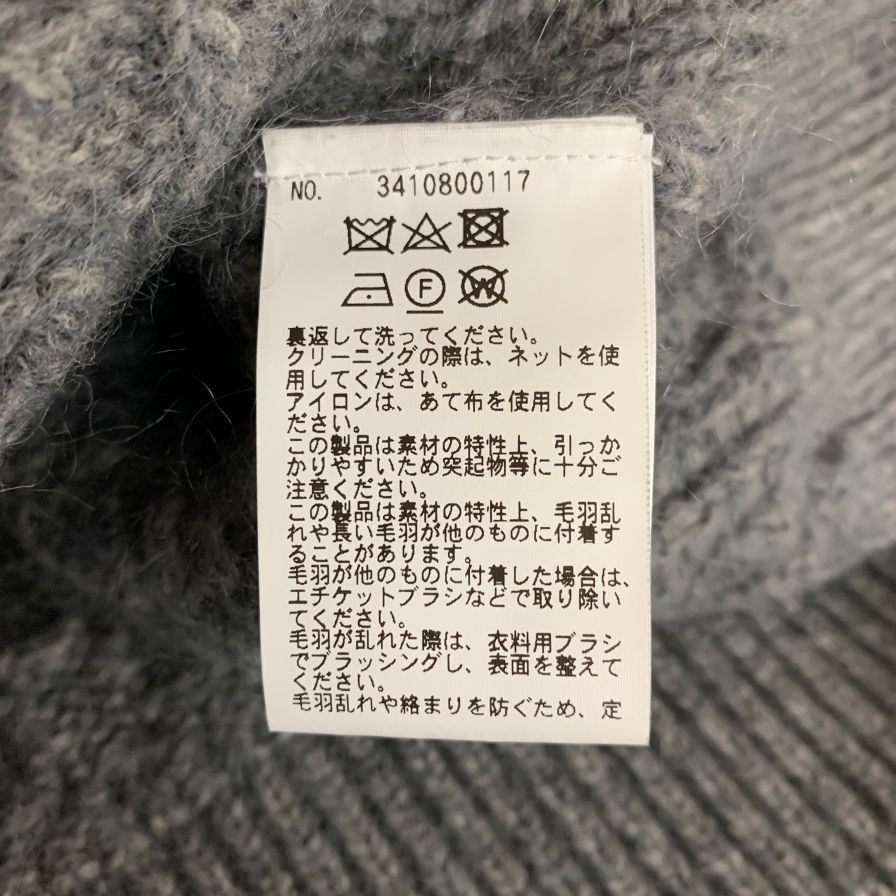 NO. 3410800117
F
W
裏返して洗ってください。
クリーニングの際は、ネットを使
用してください。
アイロンは、あて布を使用してく
ださい。
この製品は素材の特性上、引っか
かりやすいため突起物等に十分ご
注意ください。
この製品は素材の特性上、毛羽乱
れや長い毛羽が他のものに付着す
ることがあります。
毛羽が他のものに付着した場合は、
エチケットブラシなどで取り除い
てください。
毛羽が乱れた際は、衣料用ブラシ
でブラッシングし、表面を整えて
ください。
毛羽乱れや絡まりを防ぐため、定